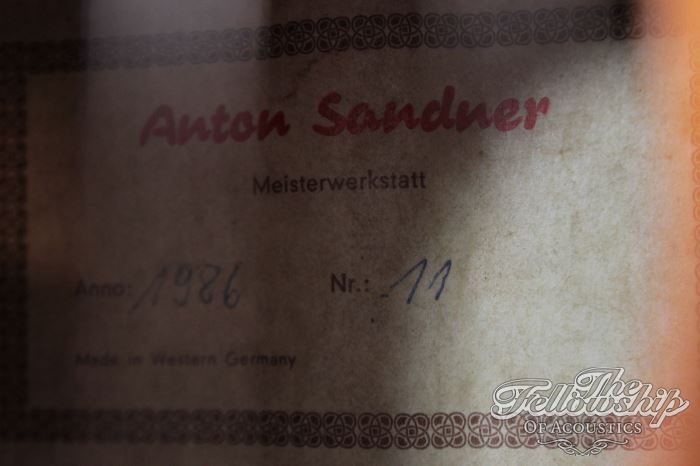 Anton Sandner
Meisterwerkstatt
Anno: 1986 Nr.: 11
Made in Western Germany
The
Fellowship
OF ACOUSTICS